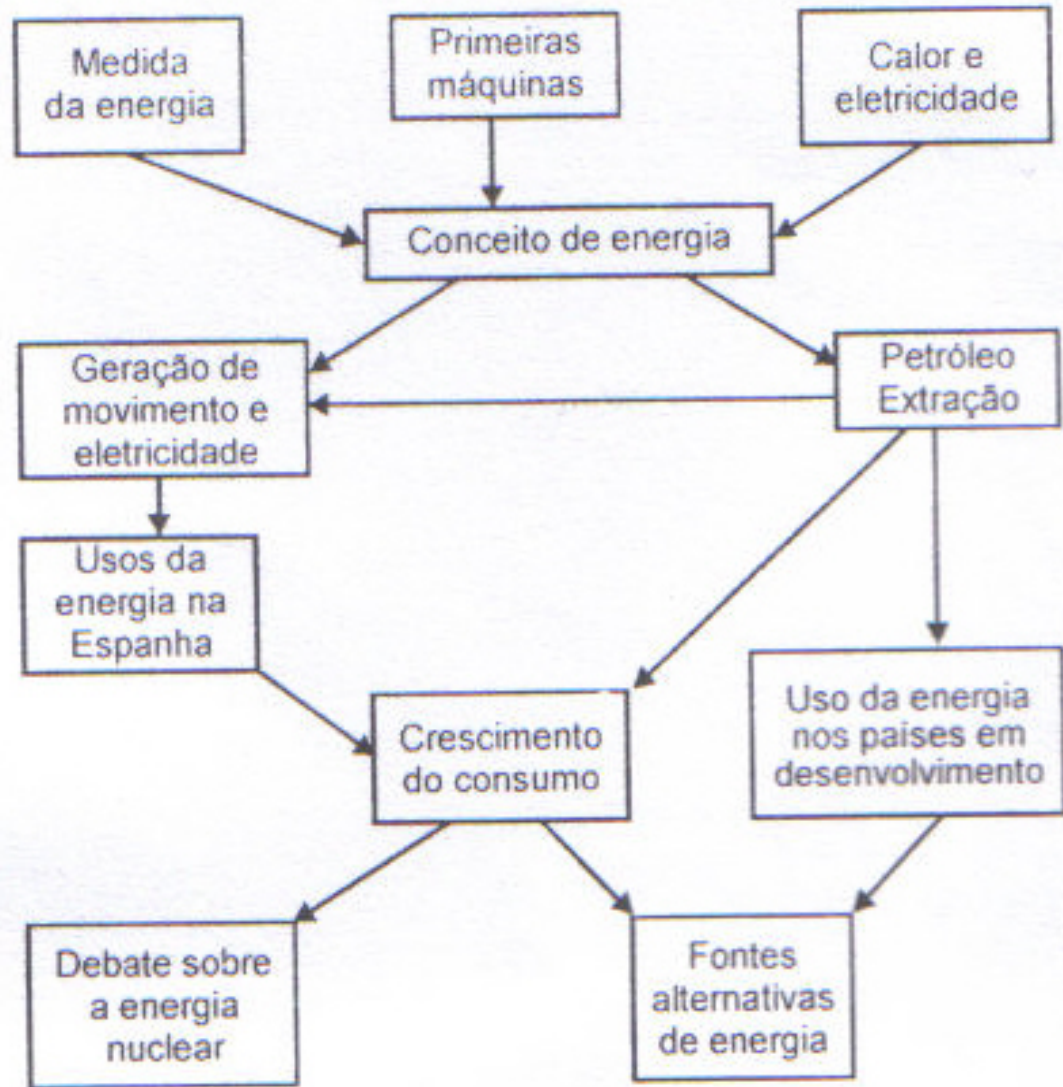 Medida
da energia
Primeiras
máquinas
Calor e
eletricidade
Conceito de energia
Geração de
movimento e
eletricidade
Petróleo
Extração
Usos da
energia na
Espanha
Crescimento
do consumo
Uso da energia
nos países em
desenvolvimento
Debate sobre
a energia
nuclear
Fontes
alternativas
de energia